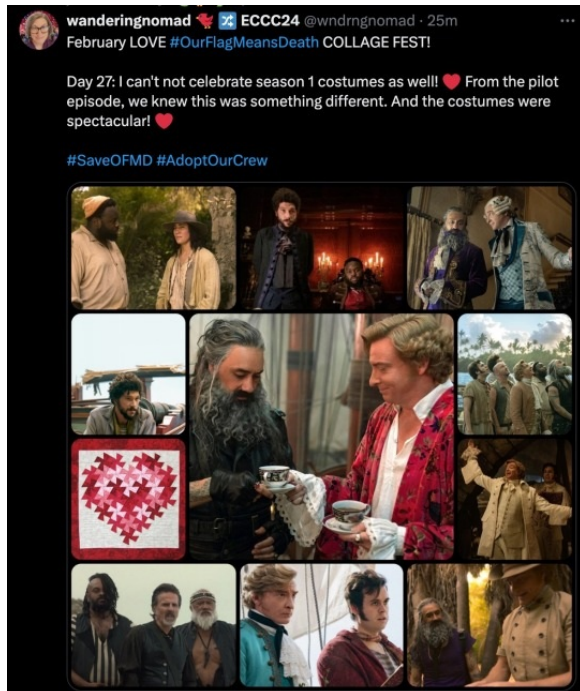 wanderingnomad ECCC24 @wndrngnomad · 25m
February LOVE #OurFlagMeansDeath COLLAGE FEST!
Day 27: I can't not celebrate season 1 costumes as well! ❤️ From the pilot
episode, we knew this was something different. And the costumes were
spectacular! ❤️
#SaveOFMD #AdoptOurCrew